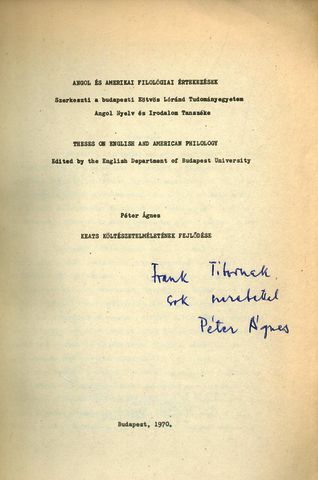 ANGOL ÉS AMERIKAI FILOLÓGIAI ÉRTEKEZÉSEK
Szerkeszti a budapesti Eötvös Lóránd Tudományegyetem
Angol Nyelv és Irodalom Tanszéke
THESES ON ENGLISH AND AMERICAN PHILOLOGY
Edited by the English Department of Budapest University
Péter Ágnes
KEATS KÖLTÉSZETELMÉLETÉNEK FEJLŐDÉSE
Frank Tibornak
sok szeretettel
Péter Ágnes
Budapest, 1970.